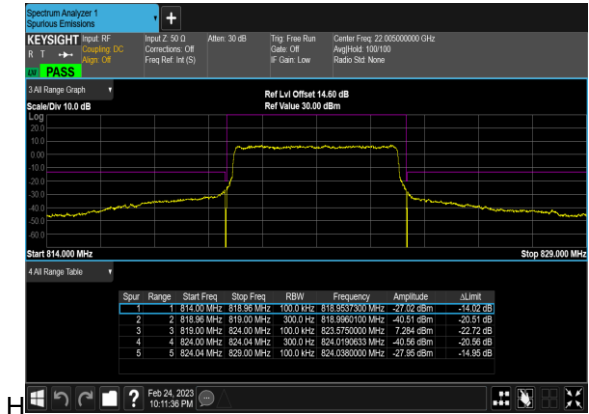 Spectrum Analyzer 1
Spurious Emissions
+
KEYSIGHT Input: RF Input Z: 50 Ω Atten: 30 dB Trig: Free Run Center Freq: 22.005000000 GHz
R T Coupling: DC Corrections: Off Gate: Off Avg|Hold: 100/100
Align: Off Freq Ref: Int (S) IF Gain: Low Radio Std: None
PASS
3 All Range Graph
Ref Lvl Offset 14.60 dB
Scale/Div 10.0 dB Ref Value 30.00 dBm
Log
20.0
10.0
0.00
-10.0
-20.0
-30.0
-40.0
-50.0
-60.0
Start 814.000 MHz Stop 829.000 MHz
4 All Range Table
Spur Range Start Freq Stop Freq RBW Frequency Amplitude ΔLimit
1 1 814.00 MHz 818.96 MHz 100.0 kHz 818.9537300 MHz -27.02 dBm -14.02 dB
2 2 818.96 MHz 819.00 MHz 300.0 Hz 818.9960100 MHz -40.51 dBm -20.51 dB
3 3 819.00 MHz 824.00 MHz 100.0 kHz 823.5750000 MHz 7.284 dBm -22.72 dB
4 4 824.00 MHz 824.04 MHz 300.0 Hz 824.0190633 MHz -40.56 dBm -20.56 dB
5 5 824.04 MHz 829.00 MHz 100.0 kHz 824.0380000 MHz -27.95 dBm -14.95 dB
H
? Feb 24, 2023
10:11:36 PM